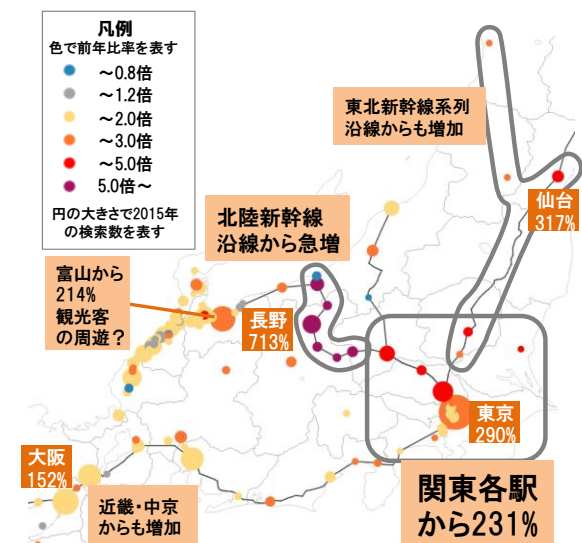 凡例
色で前年比率を表す
～0.8倍
～1.2倍
～2.0倍
～3.0倍
～5.0倍
5.0倍～
円の大きさで2015年
の検索数を表す
東北新幹線系列
沿線からも増加
仙台
317%
北陸新幹線
沿線から急増
富山から
214%
観光客
の周遊？
長野
713%
東京
290%
大阪
152%
近畿・中京
からも増加
関東各駅
から231%